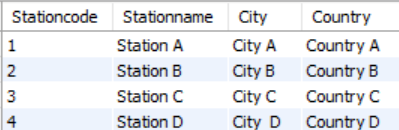 Stationcode Stationname City Country
1 Station A City A Country A
2 Station B City B Country B
3 Station C City C Country C
4 Station D City D Country D